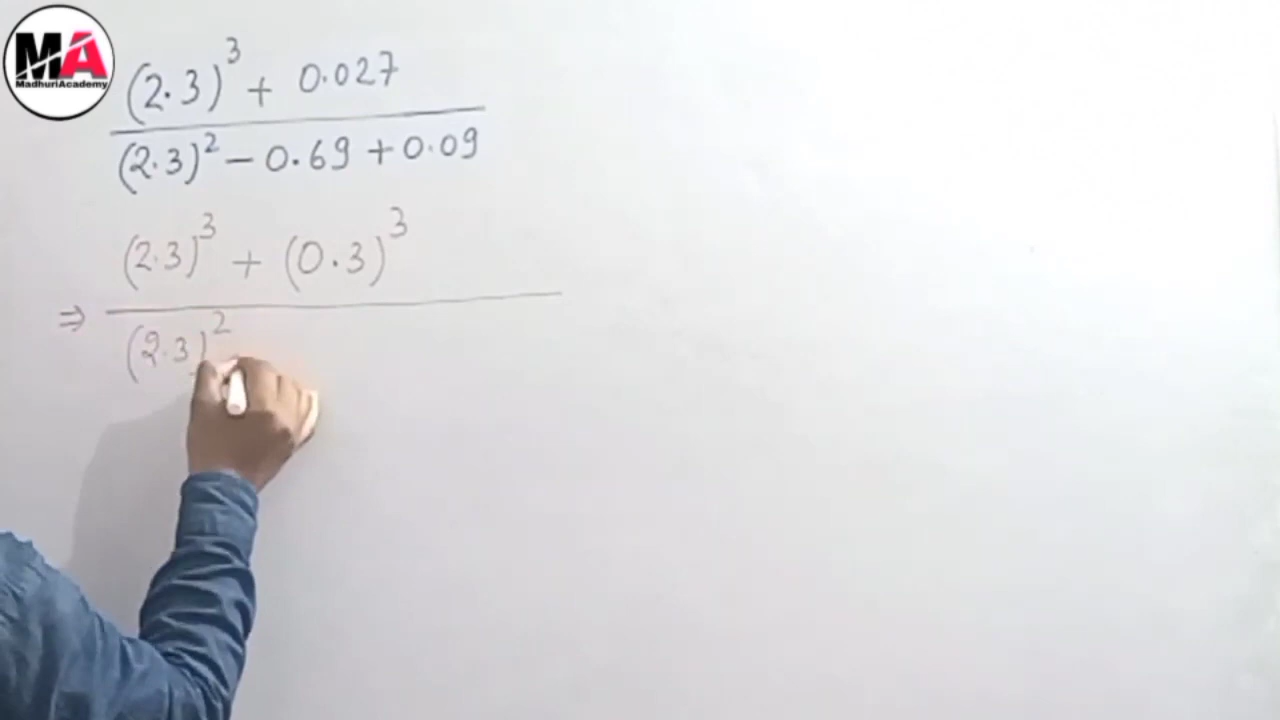 MA
MadhuriAcademy
(2.3)³ + 0.027
(2.3)² - 0.69 + 0.09
(2.3)³ + (0.3)³
⇒
(2.3)²